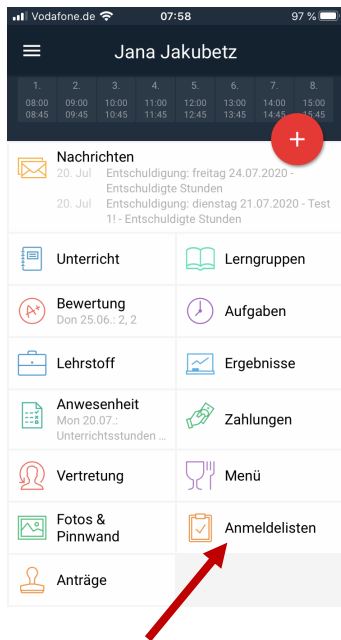 Vodafone.de 07:58 97 %
Jana Jakubetz
1. 2. 3. 4. 5. 6. 7. 8.
08:00 09:00 10:00 11:00 12:00 13:00 14:00 15:00
08:45 09:45 10:45 11:45 12:45 13:45 14:45 15:45
Nachrichten
20. Jul Entschuldigung: freitag 24.07.2020 -
Entschuldigte Stunden
20. Jul Entschuldigung: dienstag 21.07.2020 - Test
1! - Entschuldigte Stunden
Unterricht
Lerngruppen
Bewertung
Don 25.06.: 2, 2
Aufgaben
Lehrstoff
Ergebnisse
Anwesenheit
Mon 20.07.:
Unterrichtsstunden ...
Zahlungen
Vertretung
Menü
Fotos &
Pinnwand
Anmeldelisten
Anträge